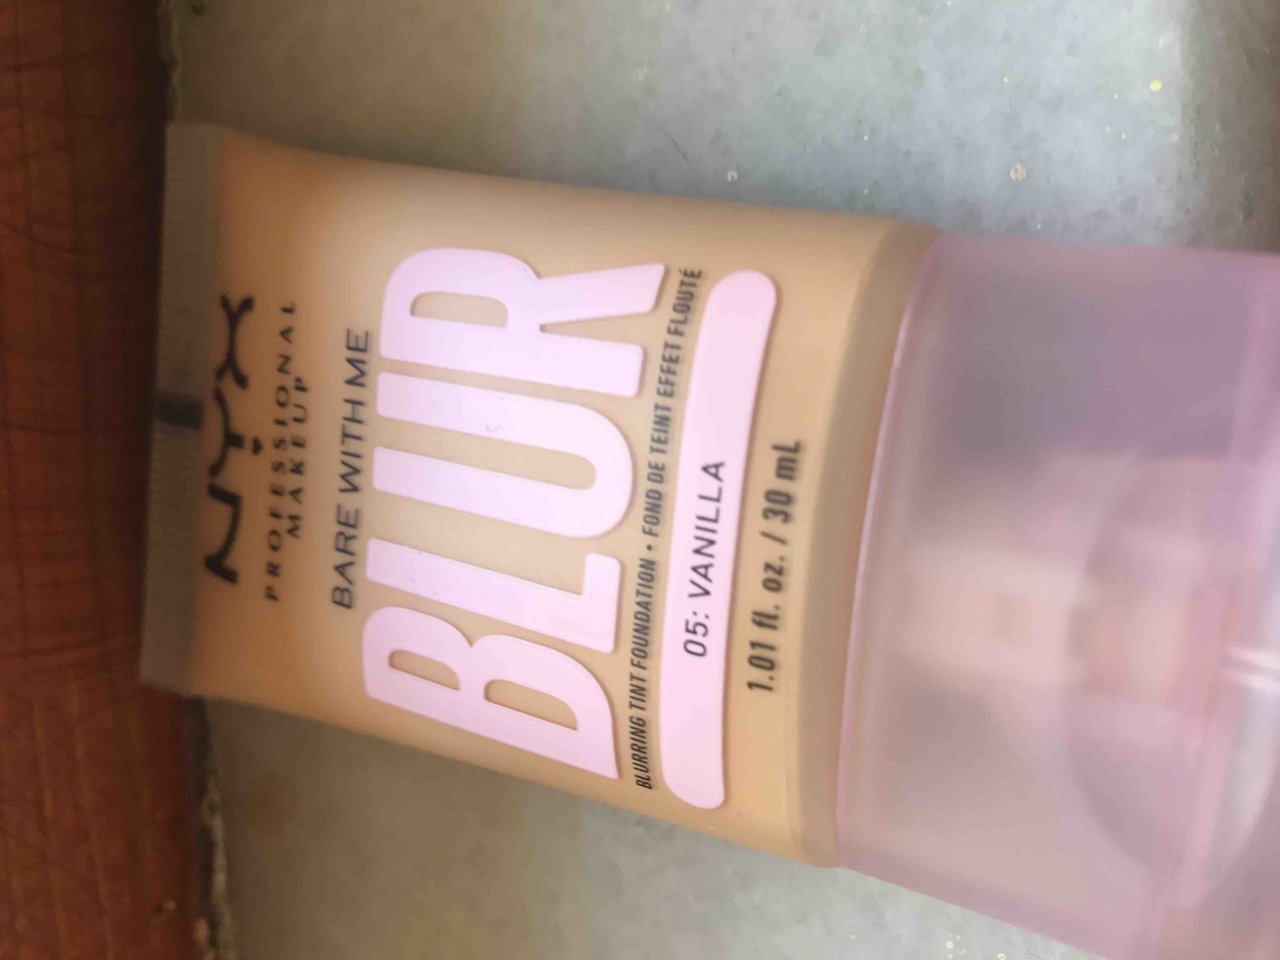 NYX
PROFESSIONAL
MAKEUP
BARE WITH ME
BLUR
BLURRING TINT FOUNDATION • FOND DE TEINT EFFET FLOUTÉ
05: VANILLA
1.01 fl. oz. / 30 mL